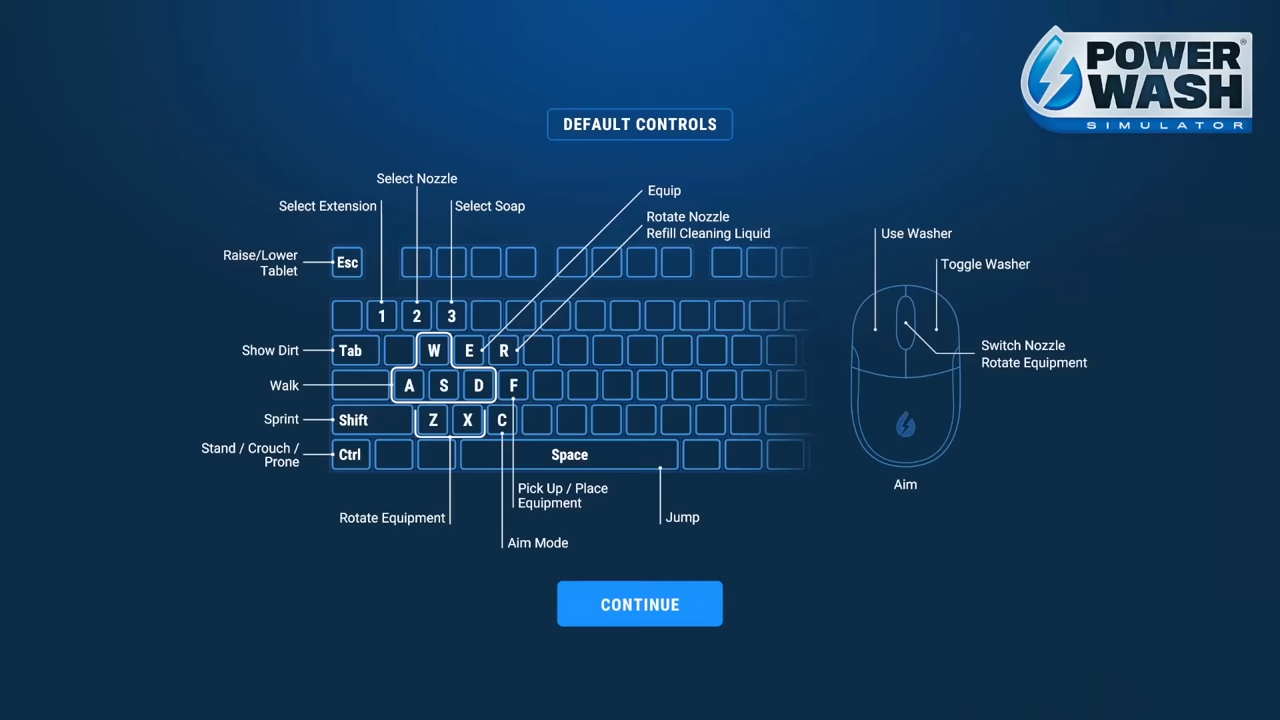 POWER
WASH
SIMULATOR
DEFAULT CONTROLS
Select Nozzle
Select Extension
Select Soap
Equip
Rotate Nozzle
Refill Cleaning Liquid
Raise/Lower
Tablet
Esc
1 2 3
Show Dirt
Tab W E R
Walk
A S D F
Sprint
Shift Z X C
Stand / Crouch /
Prone
Ctrl Space
Rotate Equipment
Pick Up / Place
Equipment
Aim Mode
Jump
Use Washer
Toggle Washer
Switch Nozzle
Rotate Equipment
Aim
CONTINUE